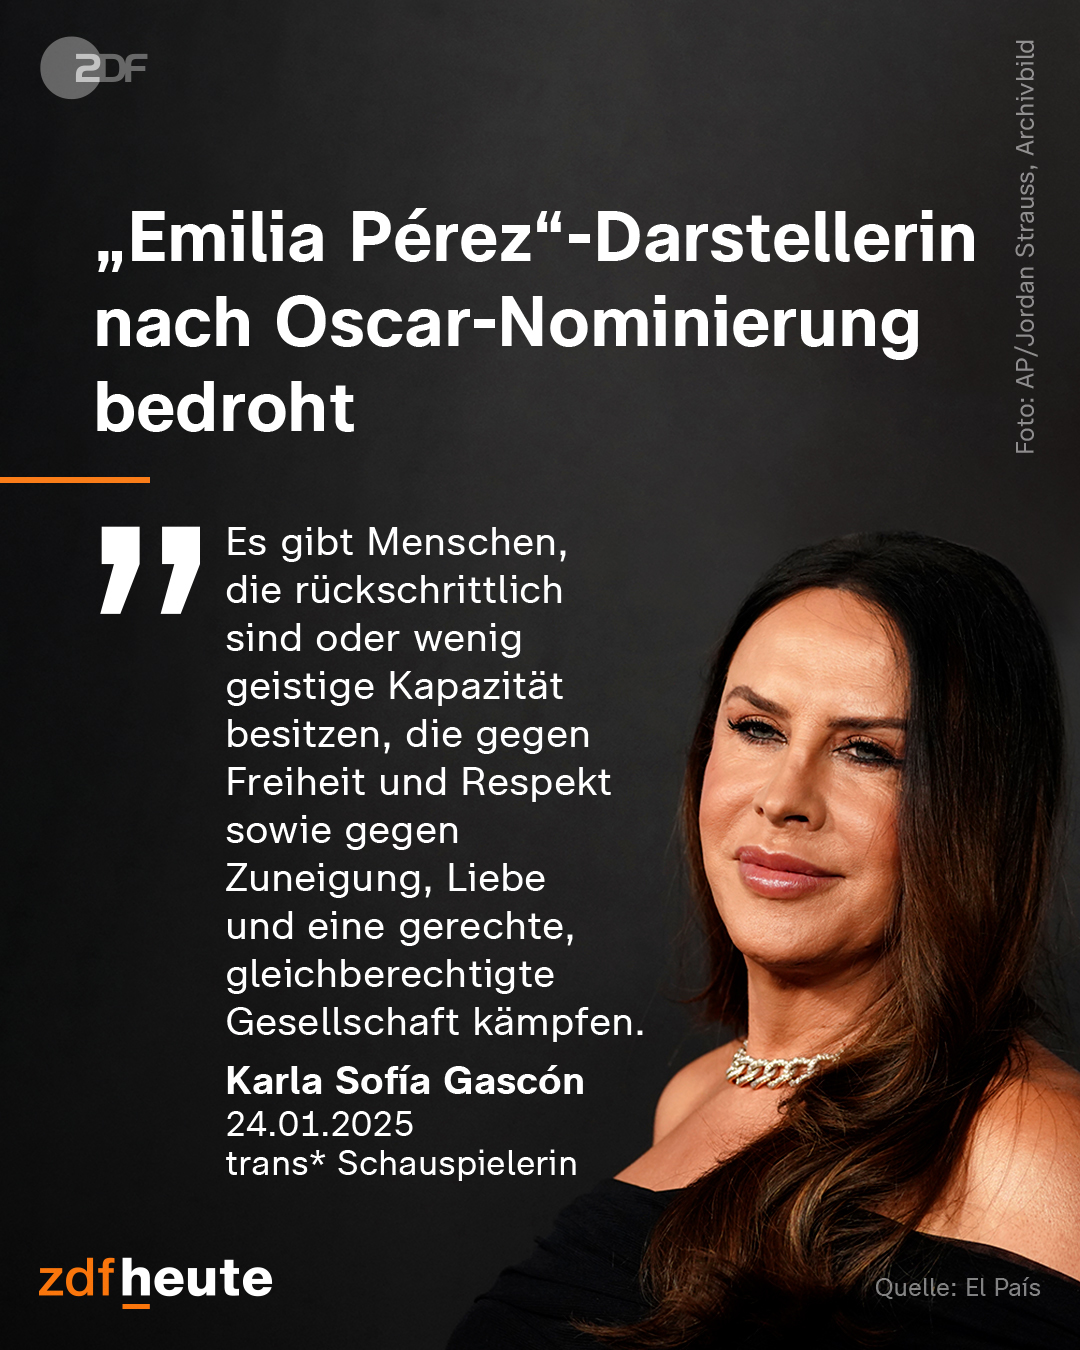 ZDF
„Emilia Pérez“-Darstellerin
nach Oscar-Nominierung
bedroht
Foto: AP/Jordan Strauss, Archivbild
”
Es gibt Menschen,
die rückschrittlich
sind oder wenig
geistige Kapazität
besitzen, die gegen
Freiheit und Respekt
sowie gegen
Zuneigung, Liebe
und eine gerechte,
gleichberechtigte
Gesellschaft kämpfen.
Karla Sofía Gascón
24.01.2025
trans* Schauspielerin
zdfheute
Quelle: El País